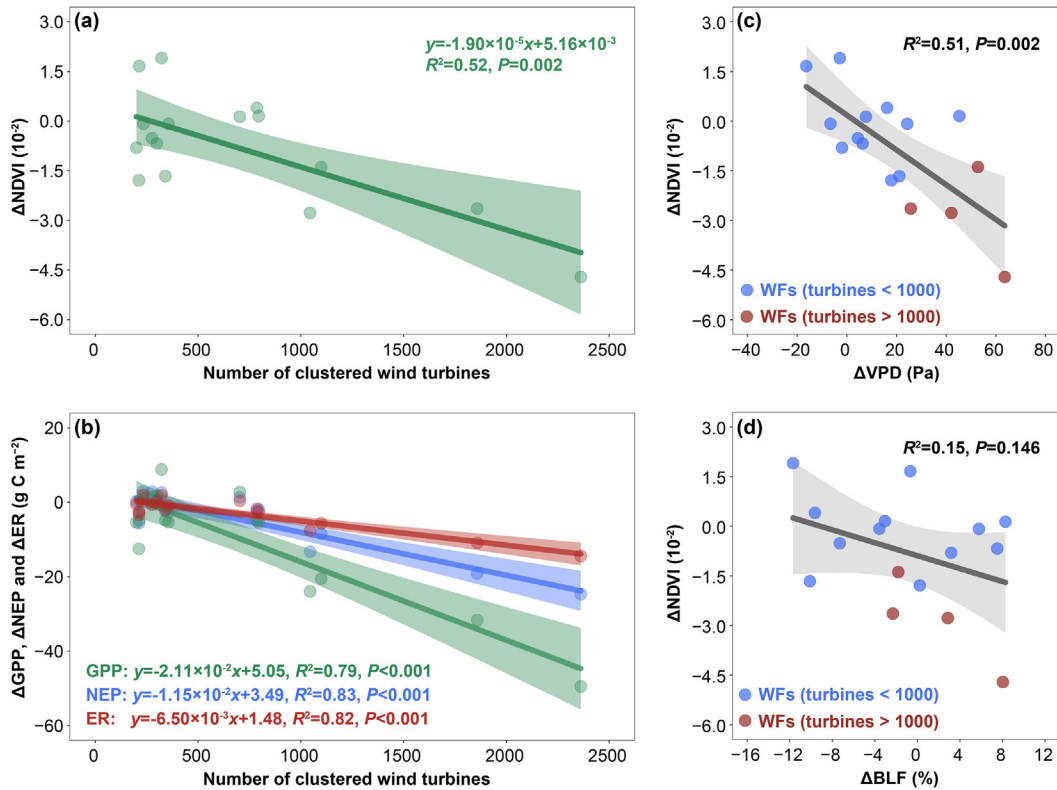 (a)
y=-1.90×10⁻⁵x+5.16×10⁻³
R²=0.52, P=0.002
3.0
1.5
0.0
−1.5
−3.0
−4.5
−6.0
ΔNDVI (10⁻²)
0 500 1000 1500 2000 2500
Number of clustered wind turbines
(c)
R²=0.51, P=0.002
3.0
1.5
0.0
−1.5
−3.0
−4.5
−6.0
ΔNDVI (10⁻²)
WFs (turbines < 1000)
WFs (turbines > 1000)
−40 −20 0 20 40 60 80
ΔVPD (Pa)
(b)
20
0
−20
−40
−60
ΔGPP, ΔNEP and ΔER (g C m⁻²)
GPP: y=-2.11×10⁻²x+5.05, R²=0.79, P<0.001
NEP: y=-1.15×10⁻²x+3.49, R²=0.83, P<0.001
ER: y=-6.50×10⁻³x+1.48, R²=0.82, P<0.001
0 500 1000 1500 2000 2500
Number of clustered wind turbines
(d)
R²=0.15, P=0.146
3.0
1.5
0.0
−1.5
−3.0
−4.5
−6.0
ΔNDVI (10⁻²)
WFs (turbines < 1000)
WFs (turbines > 1000)
−16 −12 −8 −4 0 4 8 12
ΔBLF (%)